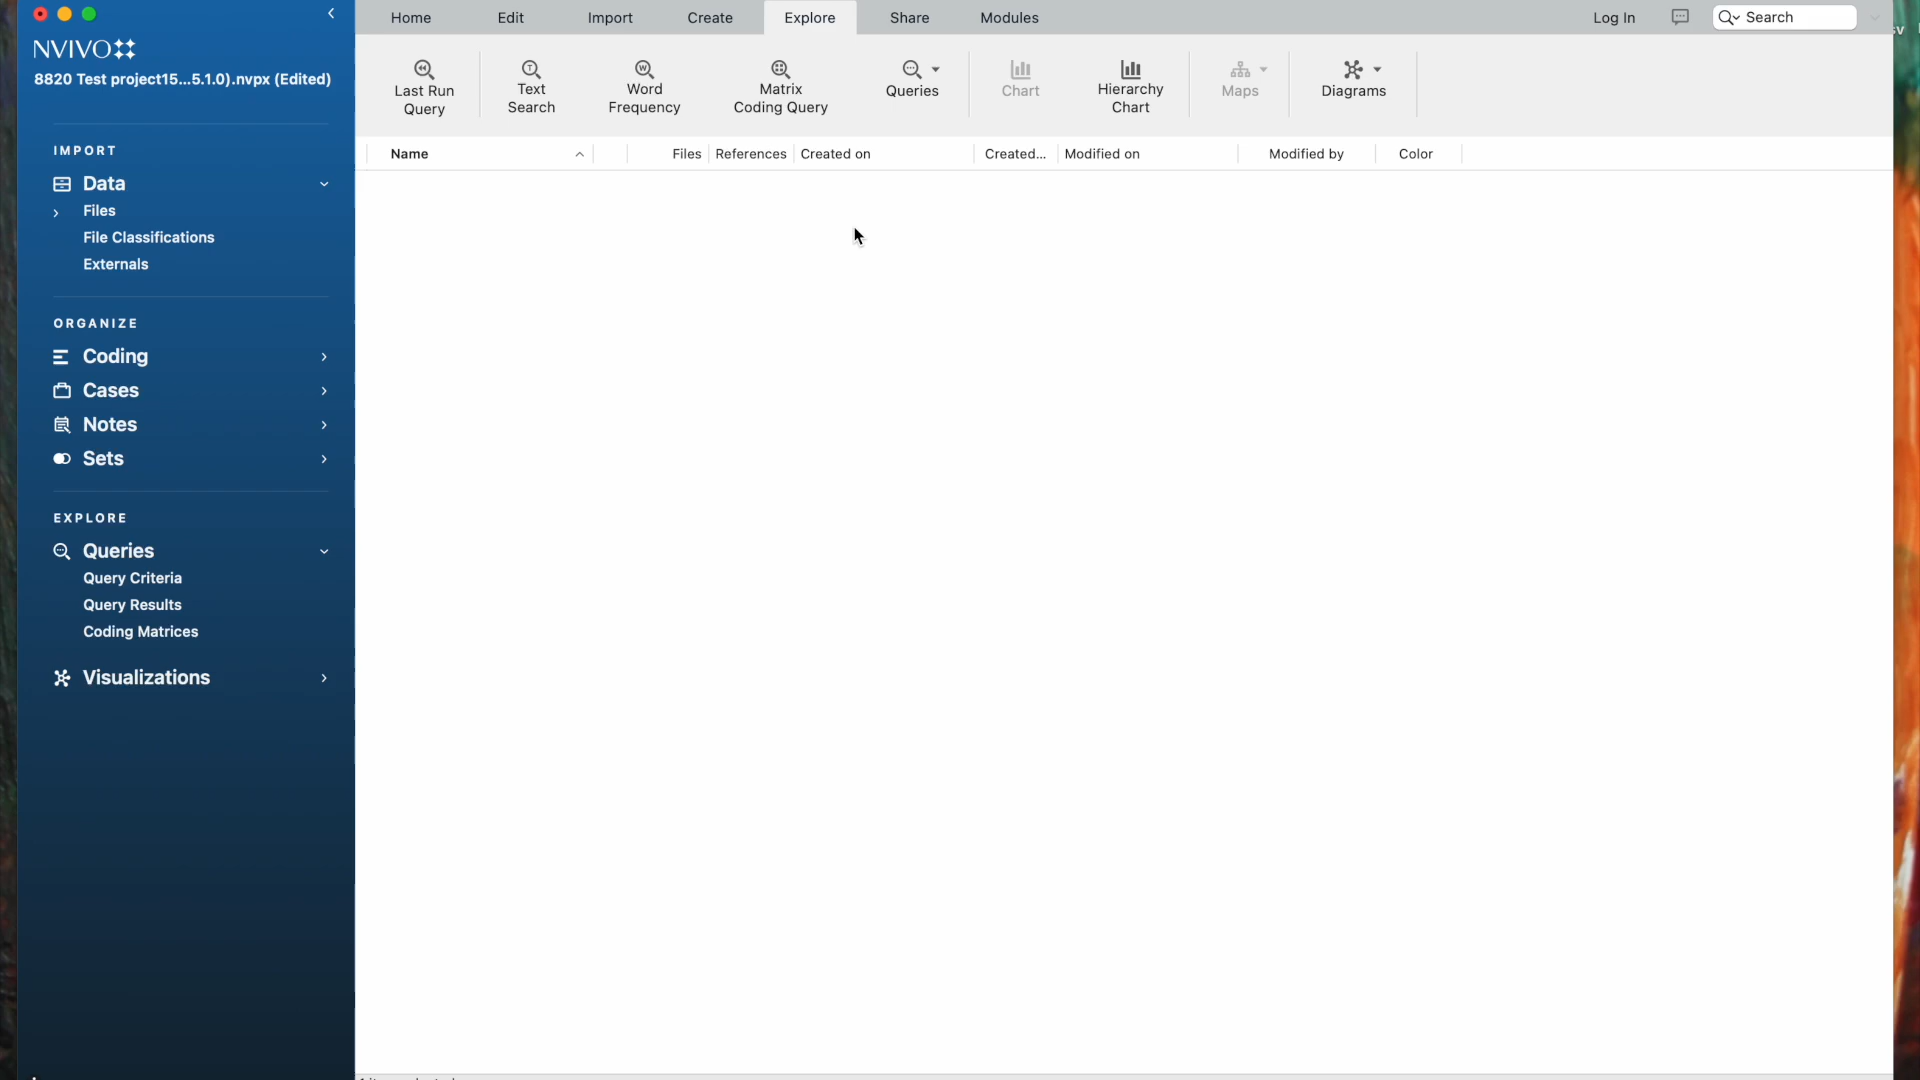 Home Edit Import Create Explore Share Modules Log In Search
NVIVO
8820 Test project15...5.1.0).nvpx (Edited)
Last Run Query
Text Search
Word Frequency
Matrix Coding Query
Queries
Chart
Hierarchy Chart
Maps
Diagrams
Name Files References Created on Created... Modified on Modified by Color
IMPORT
Data
Files
File Classifications
Externals
ORGANIZE
Coding
Cases
Notes
Sets
EXPLORE
Queries
Query Criteria
Query Results
Coding Matrices
Visualizations